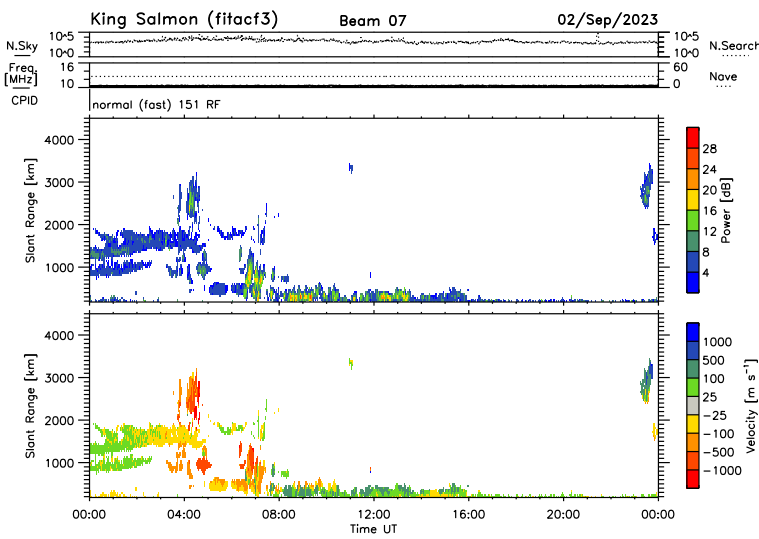 King Salmon (fitacf3) Beam 07 02/Sep/2023
N.Sky 10^5 10^0 10^5 10^0 N.Search
Freq [MHz] 16 10 60 0 Nave
CPID normal (fast) 151 RF
Slant Range [km] 4000 3000 2000 1000
Power [dB] 28 24 20 16 12 8 4
Slant Range [km] 4000 3000 2000 1000
Velocity [m s^-1] 1000 500 100 25 -25 -100 -500 -1000
00:00 04:00 08:00 12:00 16:00 20:00 00:00
Time UT